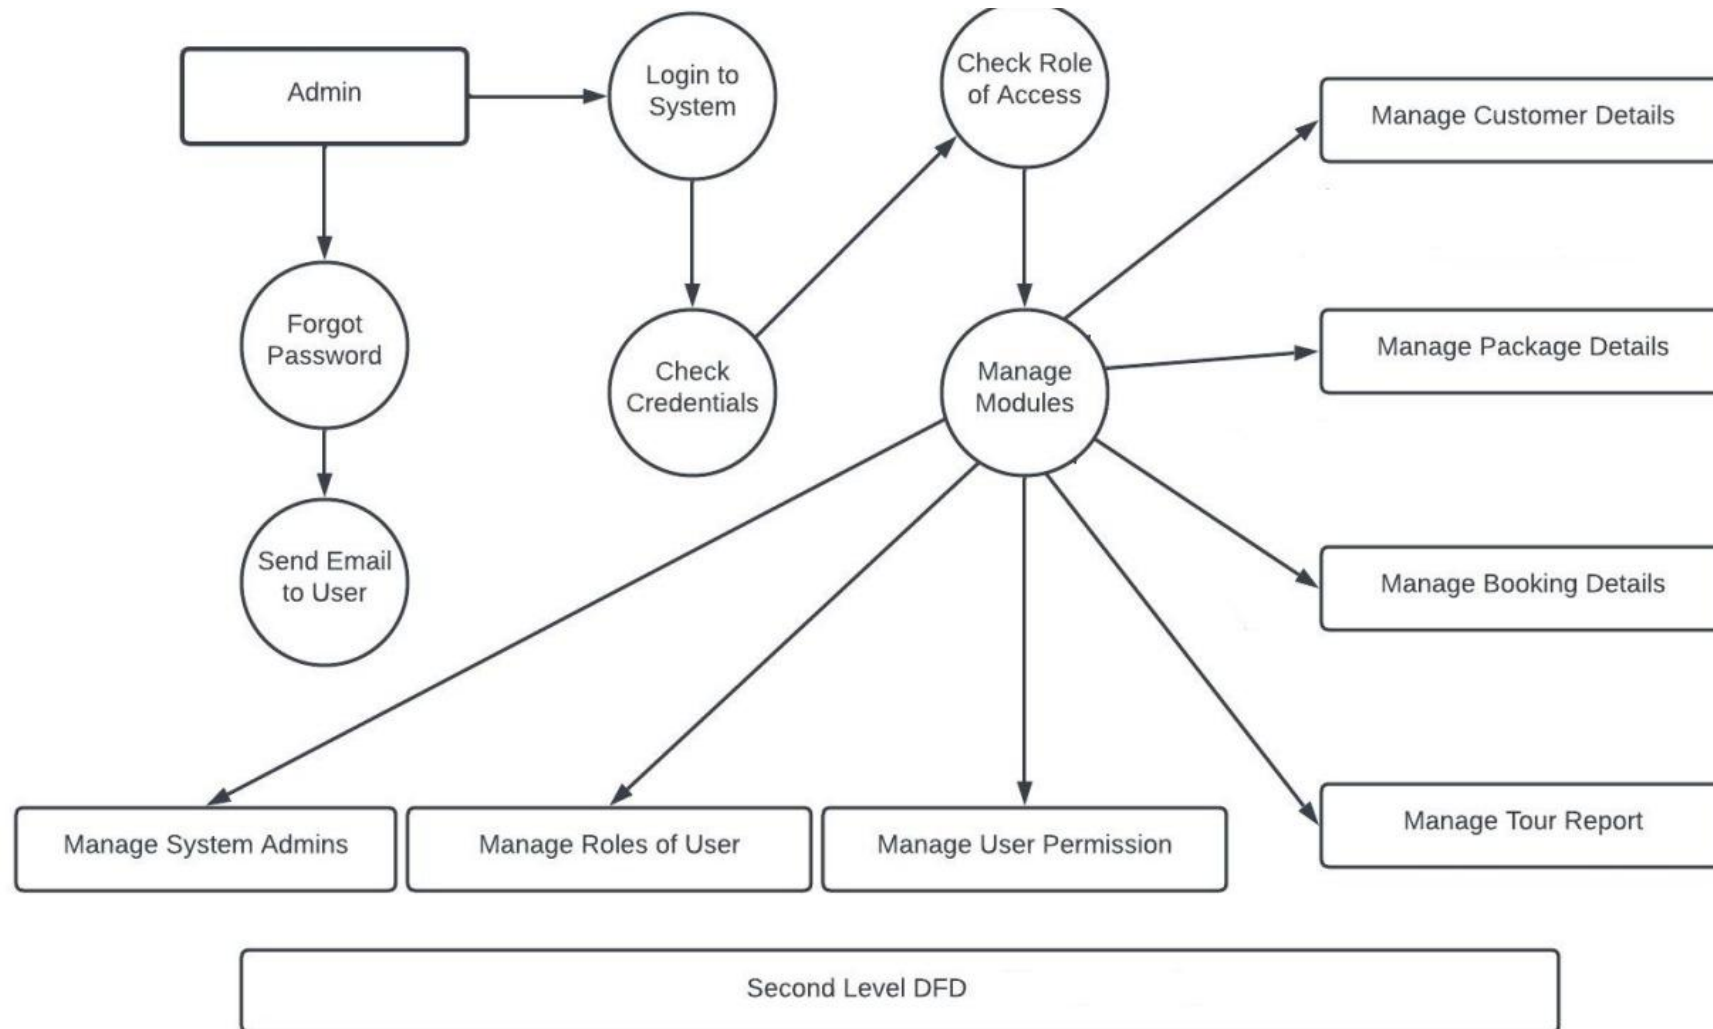 Admin
Login to
System
Check Role
of Access
Manage Customer Details
Forgot
Password
Check
Credentials
Manage
Modules
Manage Package Details
Send Email
to User
Manage Booking Details
Manage Tour Report
Manage System Admins
Manage Roles of User
Manage User Permission
Second Level DFD